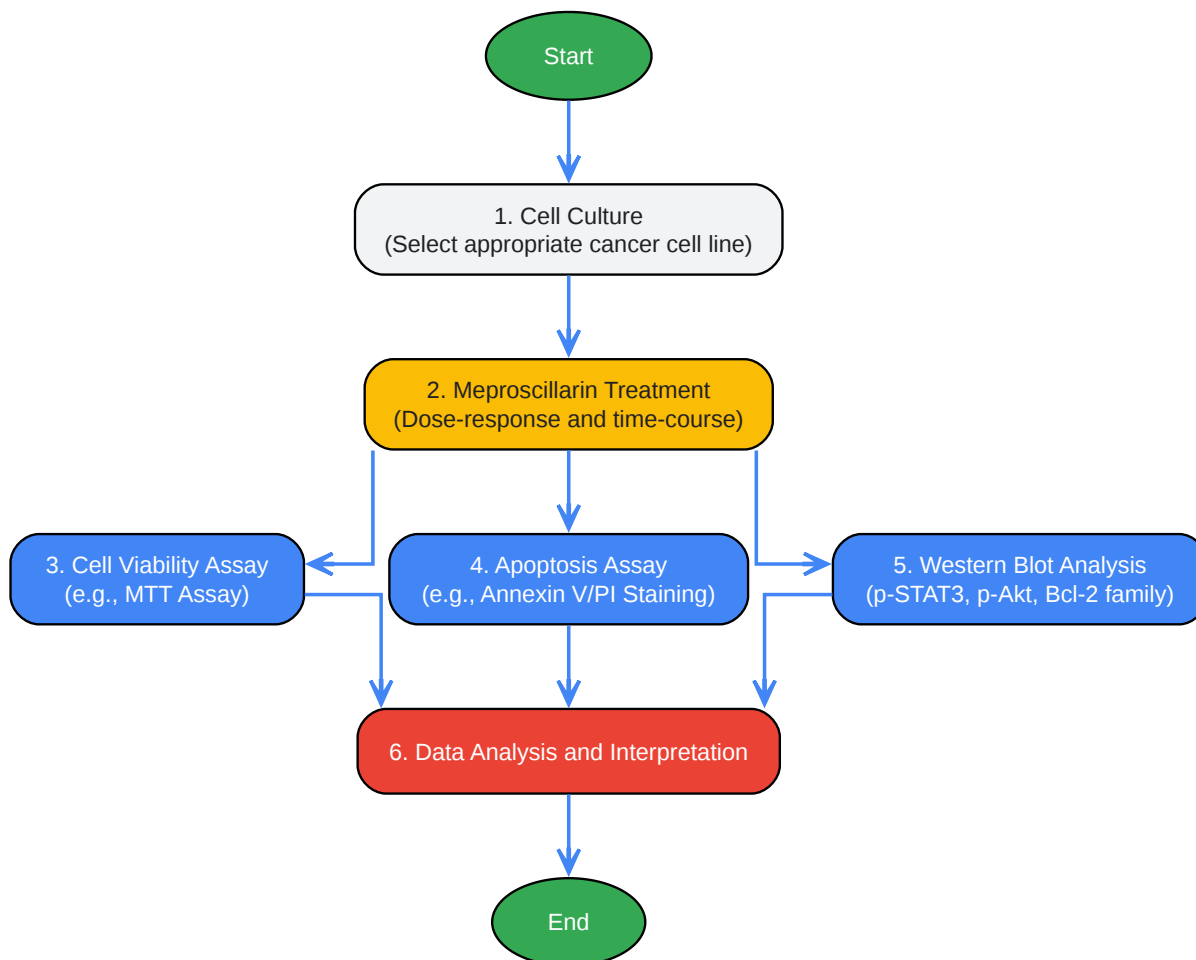 Start
1. Cell Culture
(Select appropriate cancer cell line)
2. Meproscillarin Treatment
(Dose-response and time-course)
3. Cell Viability Assay
(e.g., MTT Assay)
4. Apoptosis Assay
(e.g., Annexin V/PI Staining)
5. Western Blot Analysis
(p-STAT3, p-Akt, Bcl-2 family)
6. Data Analysis and Interpretation
End